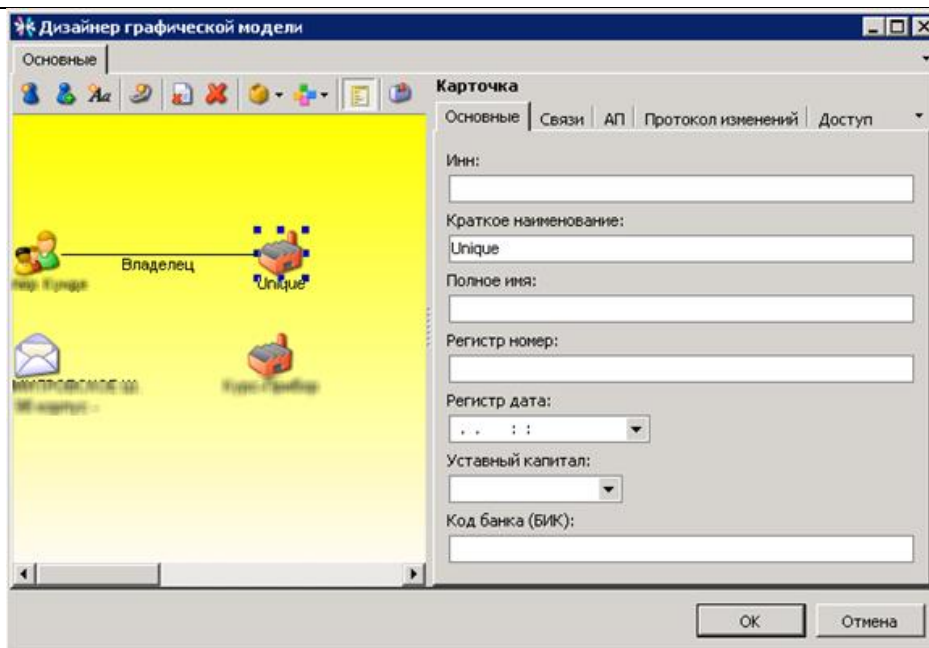 Дизайнер графической модели
Основные
Aa
Карточка
Основные Связи АП Протокол изменений Доступ
Инн:
Краткое наименование:
Unique
Полное имя:
Регистр номер:
Регистр дата:
. . : :
Уставный капитал:
Код банка (БИК):
Владелец
Unique
OK Отмена